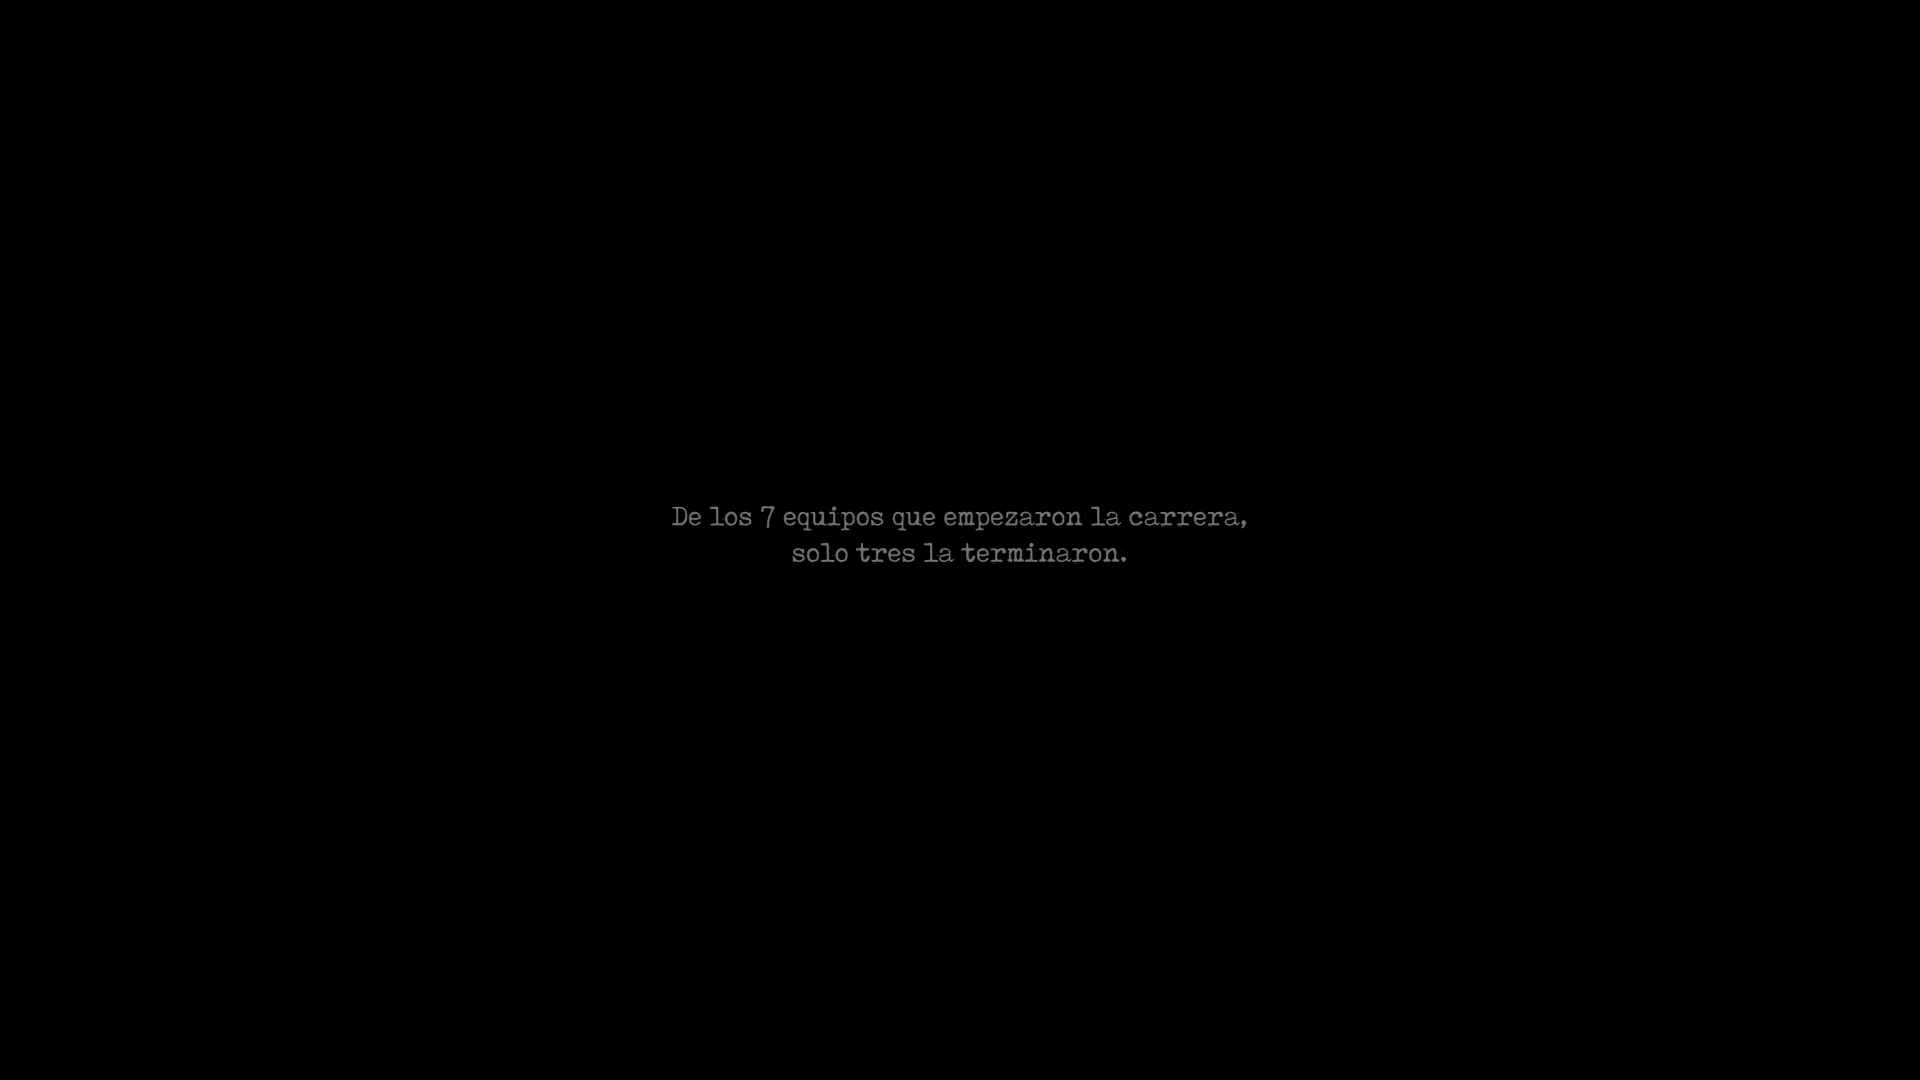 De los 7 equipos que empezaron la carrera,
solo tres la terminaron.